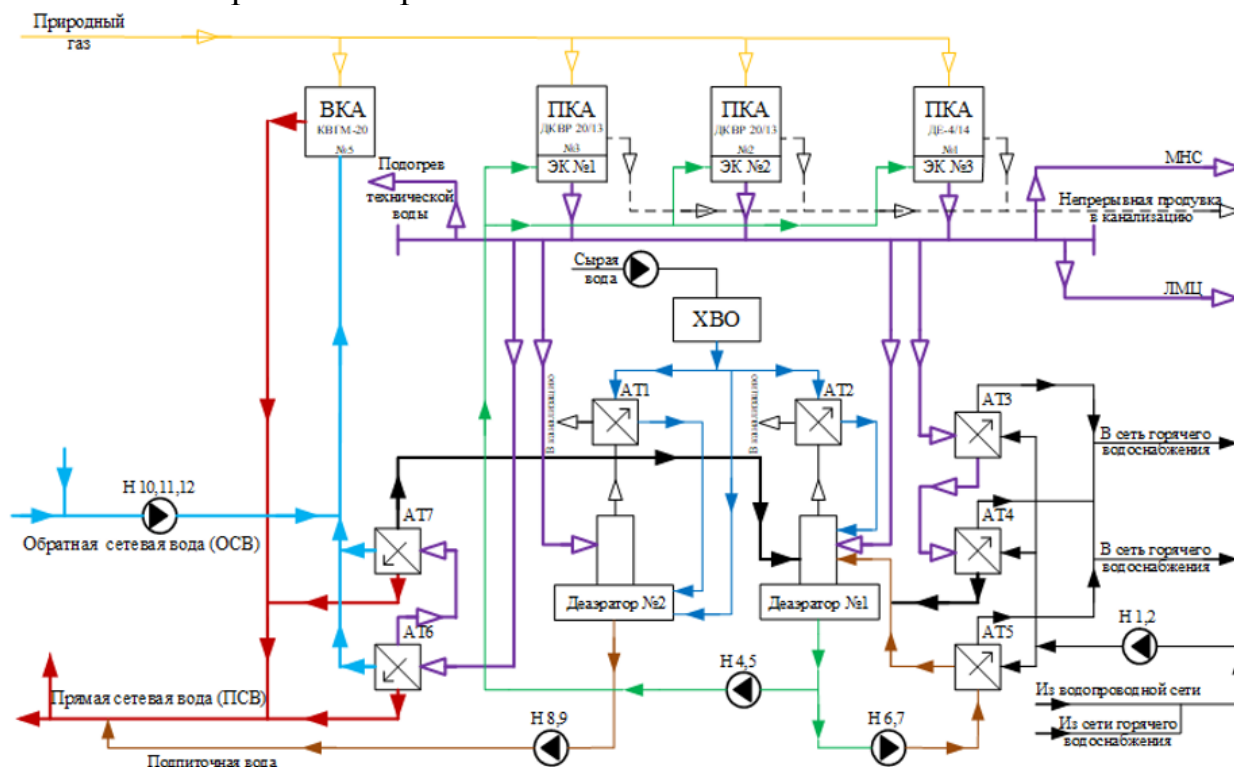 Природный
газ
ВКА
КВГМ-20
№5
ПКА
ДКВР 20/13
№3
ЭК №1
ПКА
ДКВР 20/13
№2
ЭК №2
ПКА
ДЕ-4/14
№1
ЭК №3
Подогрев
технической
воды
МНС
Непрерывная продувка
в канализацию
ЛМЦ
Сырая
вода
ХВО
АТ1
В канализацию
АТ2
В канализацию
АТ3
В сеть горячего
водоснабжения
АТ4
В сеть горячего
водоснабжения
Н 10,11,12
Обратная сетевая вода (ОСВ)
АТ7
Деаэратор №2
Деаэратор №1
АТ6
АТ5
Н 1,2
Н 4,5
Прямая сетевая вода (ПСВ)
Н 8,9
Н 6,7
Из водопроводной сети
Из сети горячего
водоснабжения
Подпиточная вода